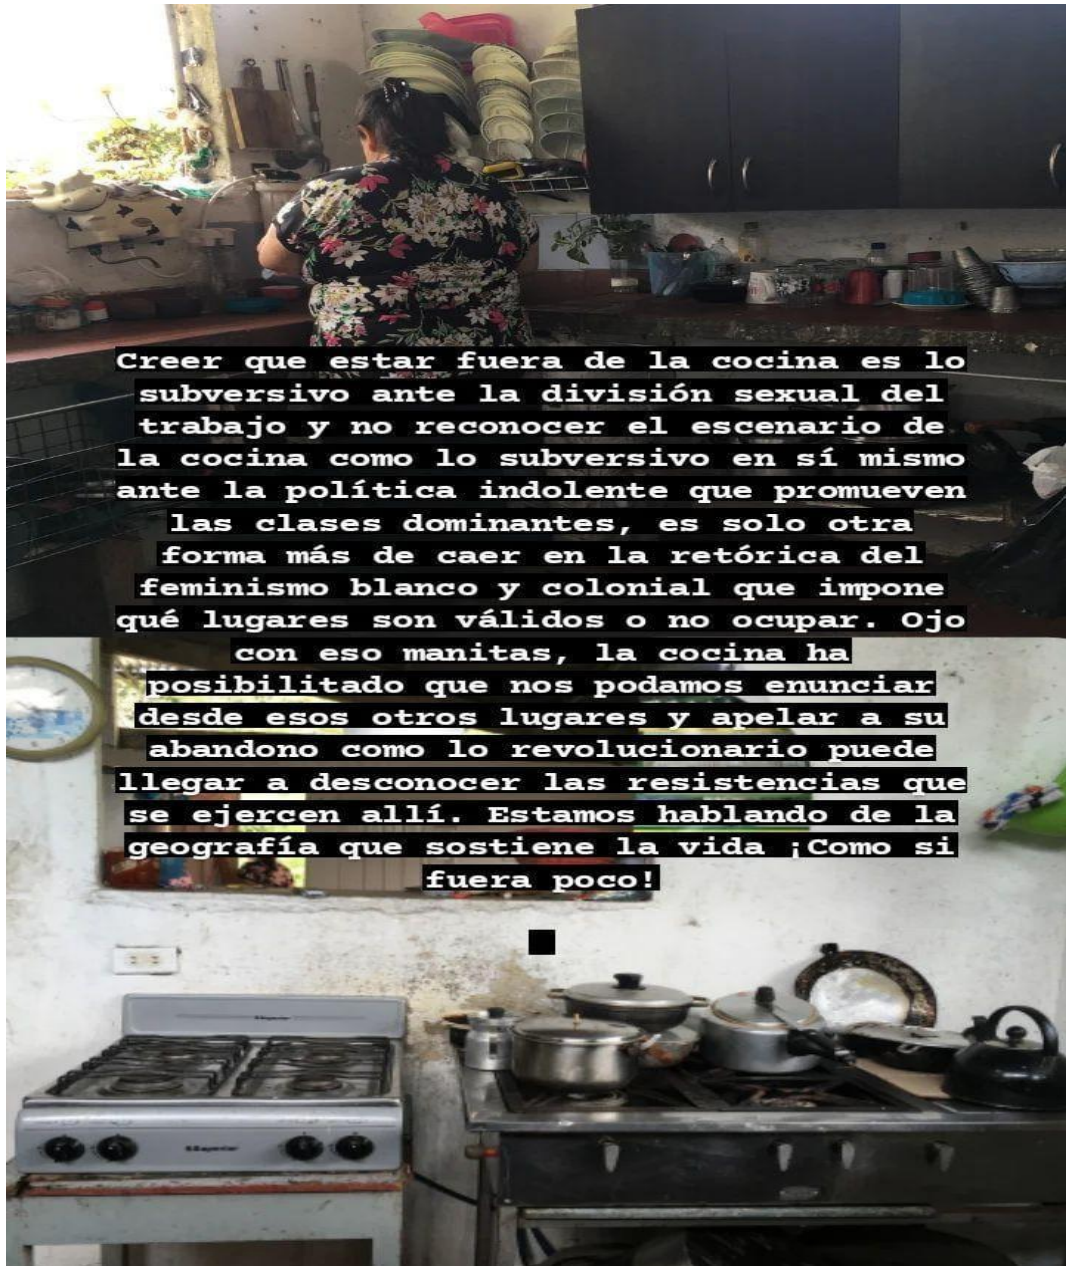 Creer que estar fuera de la cocina es lo
subversivo ante la división sexual del
trabajo y no reconocer el escenario de
la cocina como lo subversivo en sí mismo
ante la política indolente que promueven
las clases dominantes, es solo otra
forma más de caer en la retórica del
feminismo blanco y colonial que impone
qué lugares son válidos o no ocupar. Ojo
con eso manitas, la cocina ha
posibilitado que nos podamos enunciar
desde esos otros lugares y apelar a su
abandono como lo revolucionario puede
llegar a desconocer las resistencias que
se ejercen allí. Estamos hablando de la
geografía que sostiene la vida ¡Como si
fuera poco!